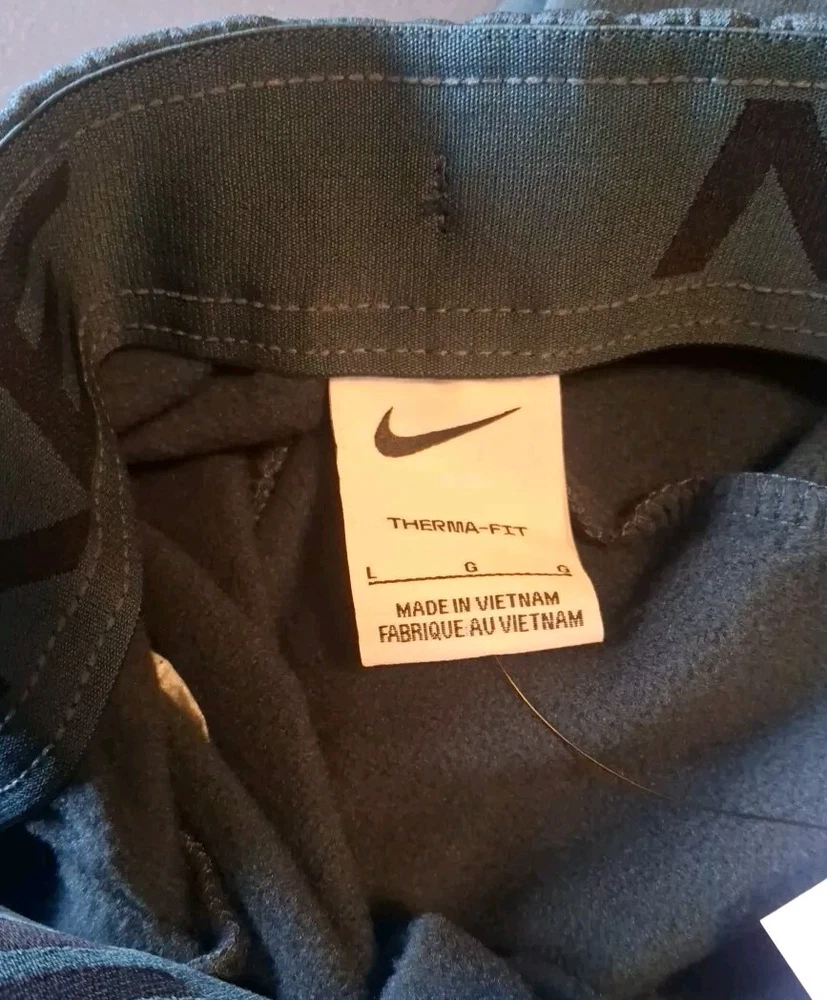 THERMA-FIT
L G G
MADE IN VIETNAM
FABRIQUE AU VIETNAM